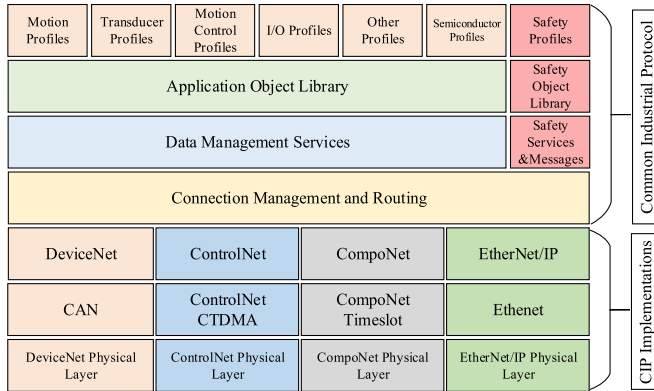 Motion
Profiles
Transducer
Profiles
Motion
Control
Profiles
I/O Profiles
Other
Profiles
Semiconductor
Profiles
Safety
Profiles
Application Object Library
Safety
Object
Library
Data Management Services
Safety
Services
&Messages
Connection Management and Routing
Common Industrial Protocol
DeviceNet
ControlNet
CompoNet
EtherNet/IP
CAN
ControlNet
CTDMA
CompoNet
Timeslot
Ethenet
DeviceNet Physical
Layer
ControlNet Physical
Layer
CompoNet Physical
Layer
EtherNet/IP Physical
Layer
CIP Implementations